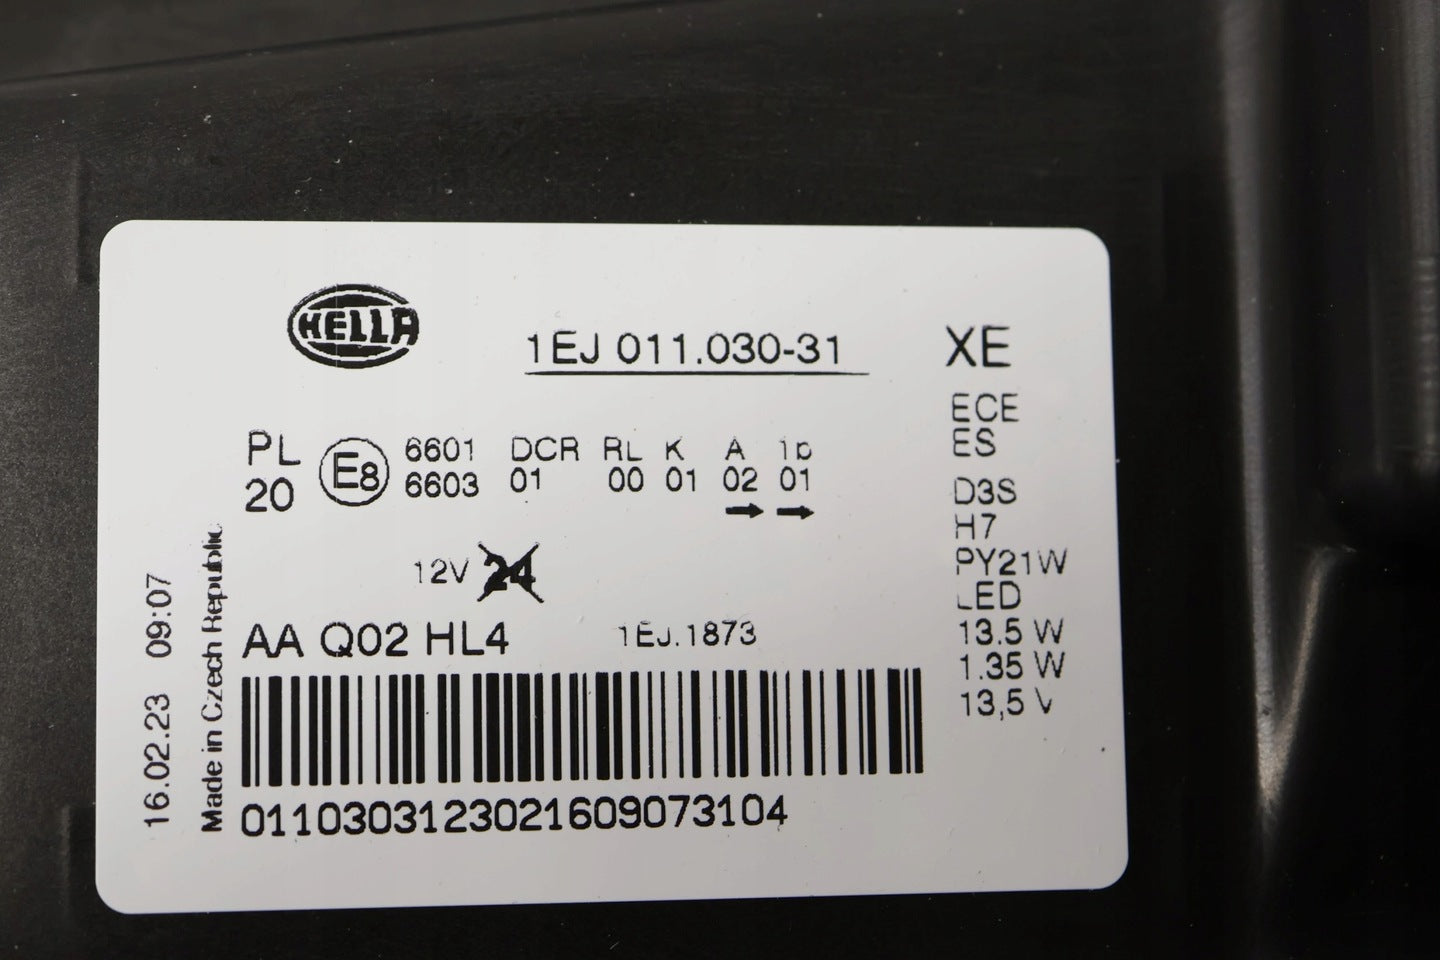 HELLA
1EJ 011.030-31
XE
ECE
ES
PL
20
E8
6601 DCR RL K A 1b
6603 01 00 01 02 01
D3S
H7
PY21W
LED
13.5 W
1.35 W
13,5 V
12V 24
AA Q02 HL4 1EJ.1873
0110303123021609073104
16.02.23 09:07
Made in Czech Republic